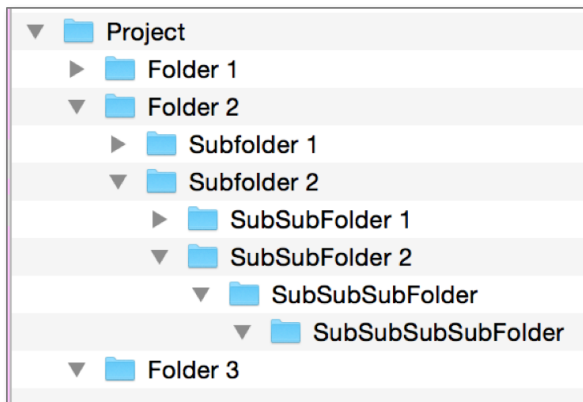 Project
Folder 1
Folder 2
Subfolder 1
Subfolder 2
SubSubFolder 1
SubSubFolder 2
SubSubSubFolder
SubSubSubSubFolder
Folder 3